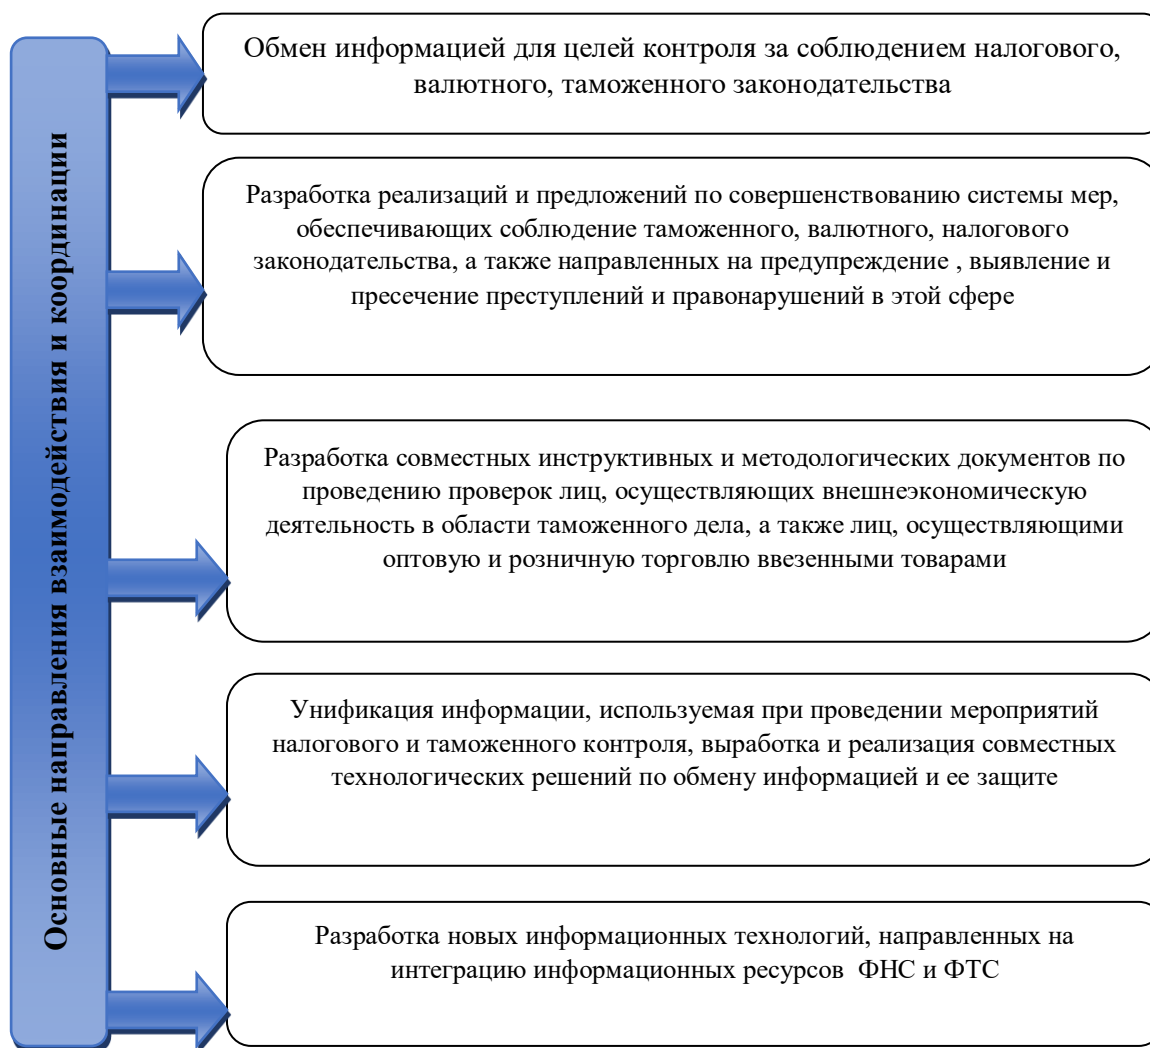 Основные направления взаимодействия и координации
Обмен информацией для целей контроля за соблюдением налогового,
валютного, таможенного законодательства
Разработка реализаций и предложений по совершенствованию системы мер,
обеспечивающих соблюдение таможенного, валютного, налогового
законодательства, а также направленных на предупреждение , выявление и
пресечение преступлений и правонарушений в этой сфере
Разработка совместных инструктивных и методологических документов по
проведению проверок лиц, осуществляющих внешнеэкономическую
деятельность в области таможенного дела, а также лиц, осуществляющими
оптовую и розничную торговлю ввезенными товарами
Унификация информации, используемая при проведении мероприятий
налогового и таможенного контроля, выработка и реализация совместных
технологических решений по обмену информацией и ее защите
Разработка новых информационных технологий, направленных на
интеграцию информационных ресурсов  ФНС и ФТС